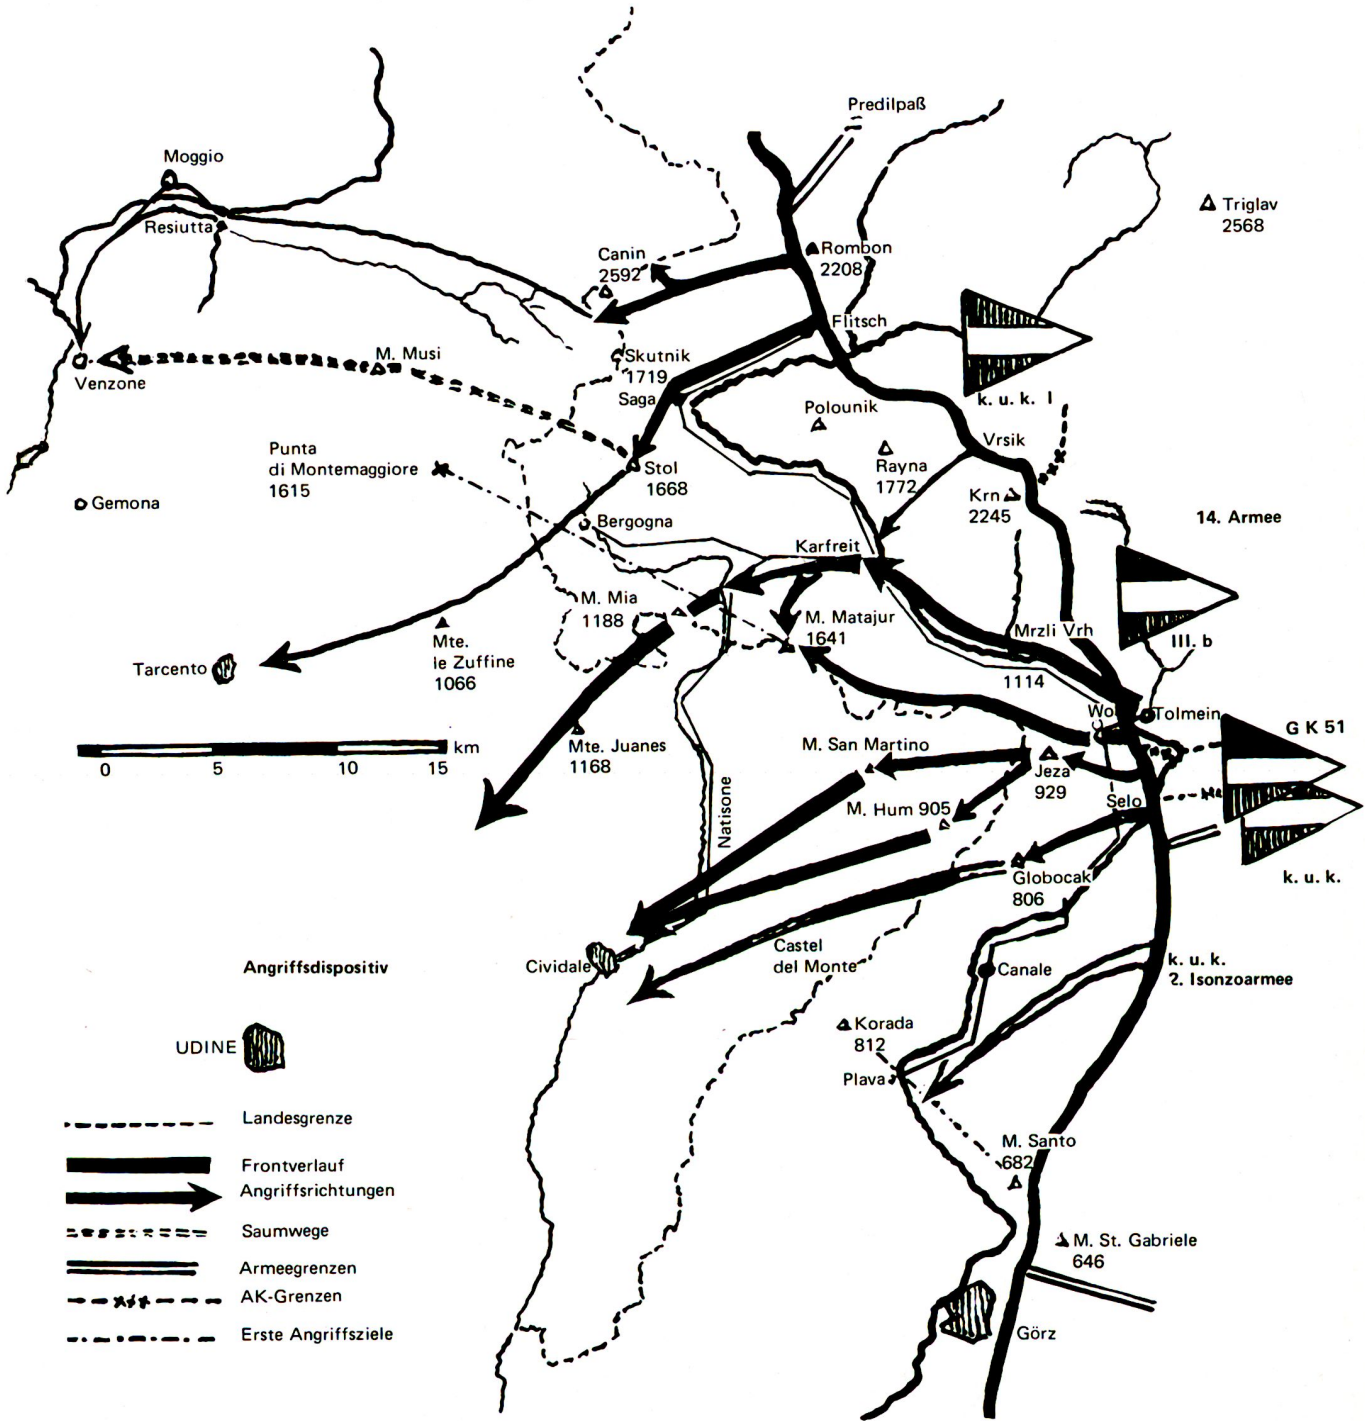 Predilpaß
Moggio
Triglav
2568
Resiutta
Canin
2592
Rombon
2208
Flitsch
M. Musi
Skutnik
1719
Venzone
Saga
k. u. k. I
Polounik
Vrsik
Punta
di Montemaggiore
1615
Stol
1668
Rayna
1772
Krn
2245
Gemona
14. Armee
Bergogna
Karfreit
M. Mia
1188
M. Matajur
1641
Mrzli Vrh
1114
III. b
Mte.
le Zuffine
1066
Tarcento
Wo
Tolmein
G K 51
km
0 5 10 15
Mte. Juanes
1168
M. San Martino
Jeza
929
Natisone
M. Hum 905
Selo
Globocak
806
k. u. k.
Cividale
Castel
del Monte
Canale
k. u. k.
2. Isonzoarmee
Angriffsdispositiv
Korada
812
UDINE
Plava
Landesgrenze
M. Santo
682
Frontverlauf
Angriffsrichtungen
Saumwege
M. St. Gabriele
646
Armeegrenzen
AK-Grenzen
Erste Angriffsziele
Görz